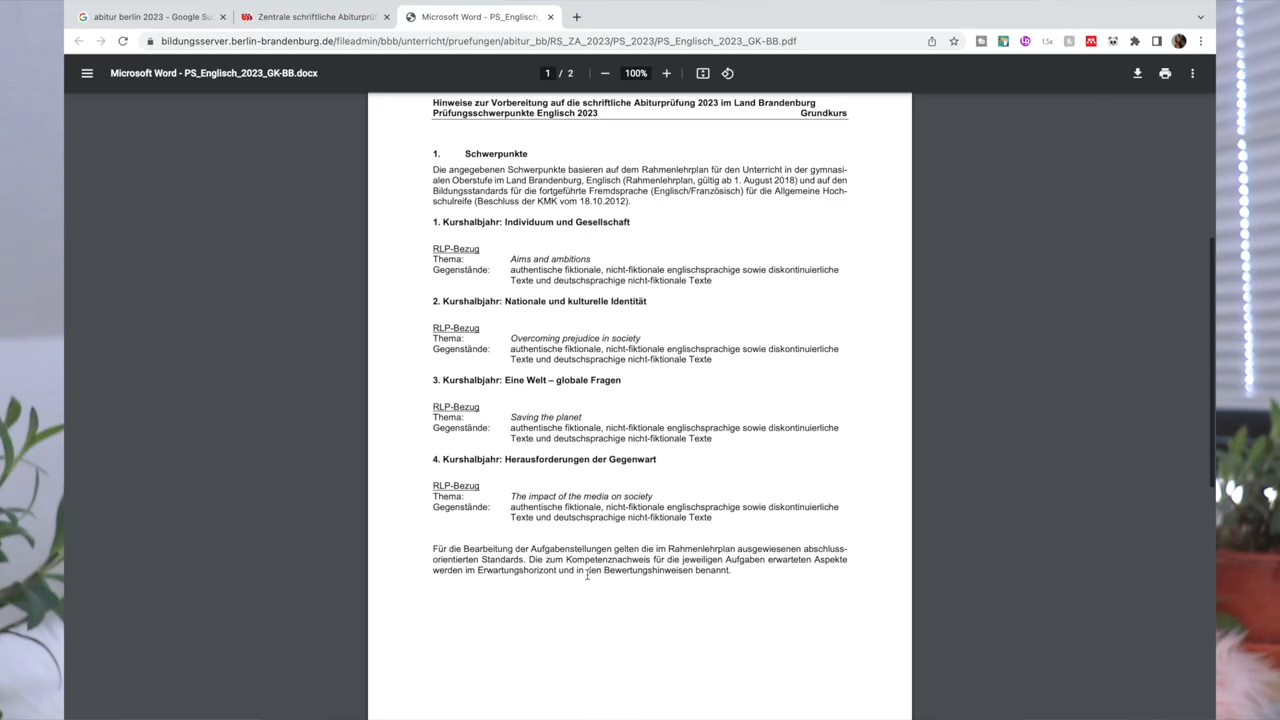 abitur berlin 2023 - Google Su
Zentrale schriftliche Abiturprüf
Microsoft Word - PS_Englisch_
bildungsserver.berlin-brandenburg.de/fileadmin/bbb/unterricht/pruefungen/abitur_bb/RS_ZA_2023/PS_2023/PS_Englisch_2023_GK-BB.pdf
Microsoft Word - PS_Englisch_2023_GK-BB.docx
1 / 2
100%
Hinweise zur Vorbereitung auf die schriftliche Abiturprüfung 2023 im Land Brandenburg
Prüfungsschwerpunkte Englisch 2023 Grundkurs
1. Schwerpunkte
Die angegebenen Schwerpunkte basieren auf dem Rahmenlehrplan für den Unterricht in der gymnasi-
alen Oberstufe im Land Brandenburg, Englisch (Rahmenlehrplan, gültig ab 1. August 2018) und auf den
Bildungsstandards für die fortgeführte Fremdsprache (Englisch/Französisch) für die Allgemeine Hoch-
schulreife (Beschluss der KMK vom 18.10.2012).
1. Kurshalbjahr: Individuum und Gesellschaft
RLP-Bezug
Thema: Aims and ambitions
Gegenstände: authentische fiktionale, nicht-fiktionale englischsprachige sowie diskontinuierliche
Texte und deutschsprachige nicht-fiktionale Texte
2. Kurshalbjahr: Nationale und kulturelle Identität
RLP-Bezug
Thema: Overcoming prejudice in society
Gegenstände: authentische fiktionale, nicht-fiktionale englischsprachige sowie diskontinuierliche
Texte und deutschsprachige nicht-fiktionale Texte
3. Kurshalbjahr: Eine Welt – globale Fragen
RLP-Bezug
Thema: Saving the planet
Gegenstände: authentische fiktionale, nicht-fiktionale englischsprachige sowie diskontinuierliche
Texte und deutschsprachige nicht-fiktionale Texte
4. Kurshalbjahr: Herausforderungen der Gegenwart
RLP-Bezug
Thema: The impact of the media on society
Gegenstände: authentische fiktionale, nicht-fiktionale englischsprachige sowie diskontinuierliche
Texte und deutschsprachige nicht-fiktionale Texte
Für die Bearbeitung der Aufgabenstellungen gelten die im Rahmenlehrplan ausgewiesenen abschluss-
orientierten Standards. Die zum Kompetenznachweis für die jeweiligen Aufgaben erwarteten Aspekte
werden im Erwartungshorizont und in den Bewertungshinweisen benannt.